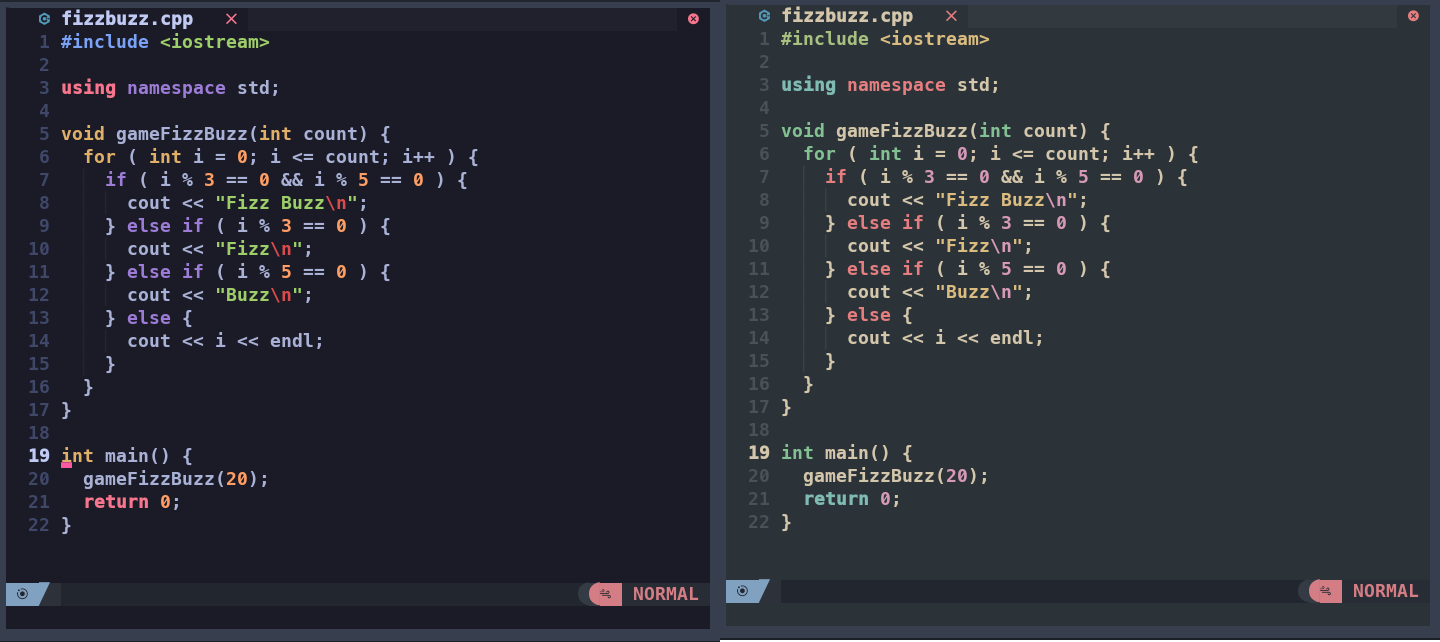 fizzbuzz.cpp
1 #include <iostream>
2
3 using namespace std;
4
5 void gameFizzBuzz(int count) {
6   for ( int i = 0; i <= count; i++ ) {
7     if ( i % 3 == 0 && i % 5 == 0 ) {
8       cout << "Fizz Buzz\n";
9     } else if ( i % 3 == 0 ) {
10       cout << "Fizz\n";
11     } else if ( i % 5 == 0 ) {
12       cout << "Buzz\n";
13     } else {
14       cout << i << endl;
15     }
16   }
17 }
18
19 int main() {
20   gameFizzBuzz(20);
21   return 0;
22 }
NORMAL
fizzbuzz.cpp
1 #include <iostream>
2
3 using namespace std;
4
5 void gameFizzBuzz(int count) {
6   for ( int i = 0; i <= count; i++ ) {
7     if ( i % 3 == 0 && i % 5 == 0 ) {
8       cout << "Fizz Buzz\n";
9     } else if ( i % 3 == 0 ) {
10       cout << "Fizz\n";
11     } else if ( i % 5 == 0 ) {
12       cout << "Buzz\n";
13     } else {
14       cout << i << endl;
15     }
16   }
17 }
18
19 int main() {
20   gameFizzBuzz(20);
21   return 0;
22 }
NORMAL